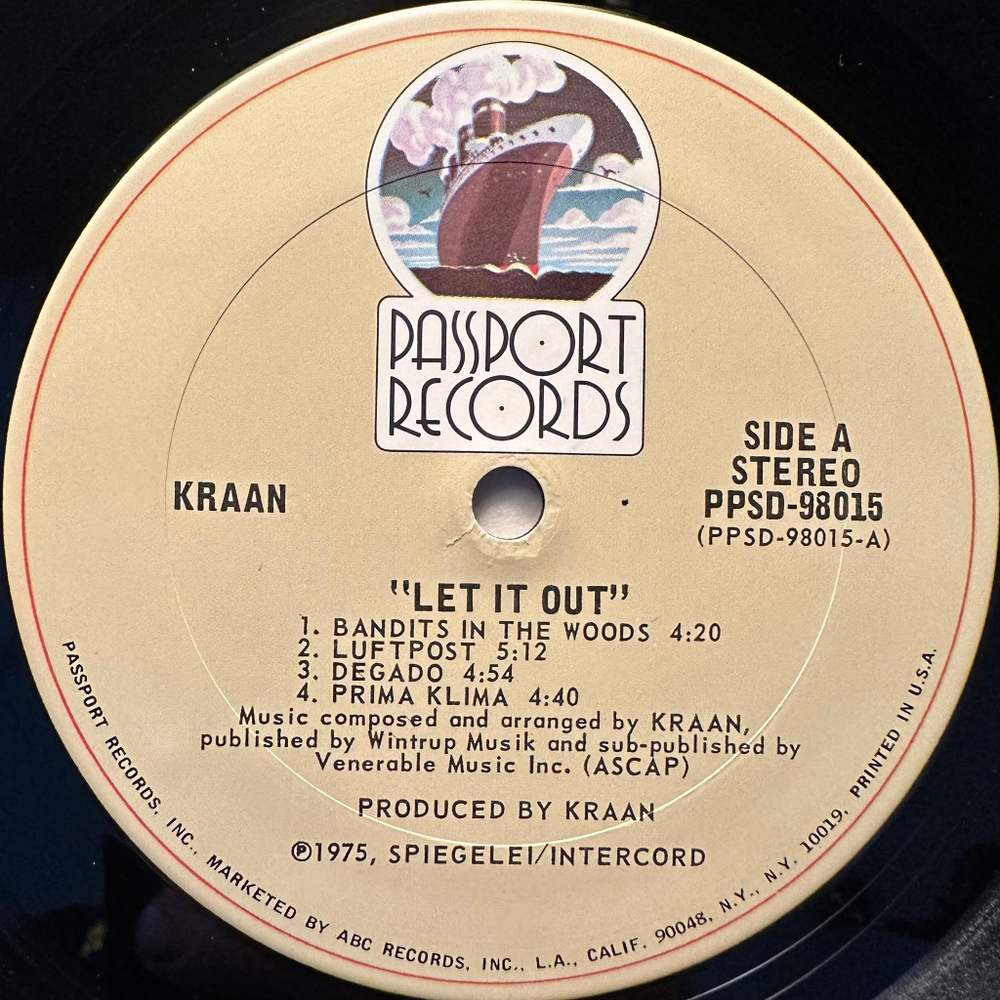 PASSPORT
RECORDS
SIDE A
STEREO
PPSD-98015
(PPSD-98015-A)
KRAAN
"LET IT OUT"
1. BANDITS IN THE WOODS 4:20
2. LUFTPOST 5:12
3. DEGADO 4:54
4. PRIMA KLIMA 4:40
Music composed and arranged by KRAAN,
published by Wintrup Musik and sub-published by
Venerable Music Inc. (ASCAP)
PRODUCED BY KRAAN
℗1975, SPIEGELEI/INTERCORD
PASSPORT RECORDS, INC., MARKETED BY ABC RECORDS, INC., L.A., CALIF. 90048, N.Y., N.Y. 10019, PRINTED IN U.S.A.